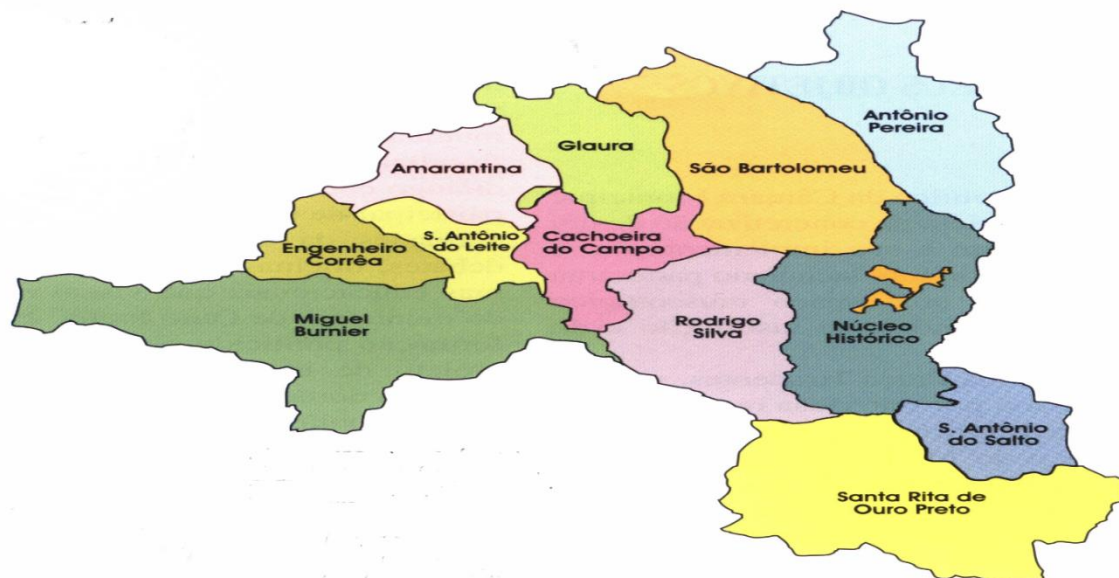 Antônio
Pereira
Glaura
Amarantina
São Bartolomeu
S. Antônio
do Leite
Cachoeira
do Campo
Engenheiro
Corrêa
Miguel
Burnier
Rodrigo
Silva
Núcleo
Histórico
S. Antônio
do Salto
Santa Rita de
Ouro Preto